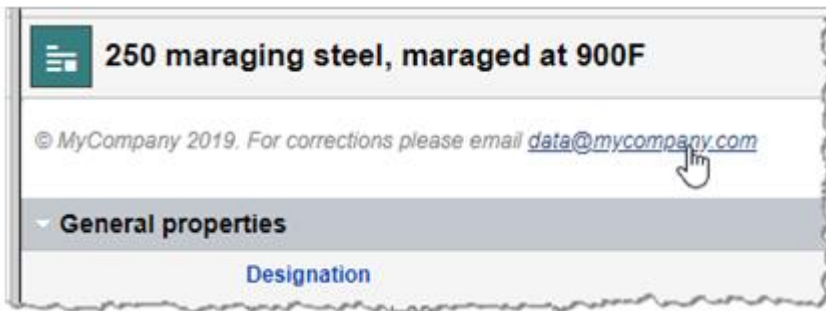 250 maraging steel, maraged at 900F
© MyCompany 2019. For corrections please email data@mycompany.com
General properties
Designation